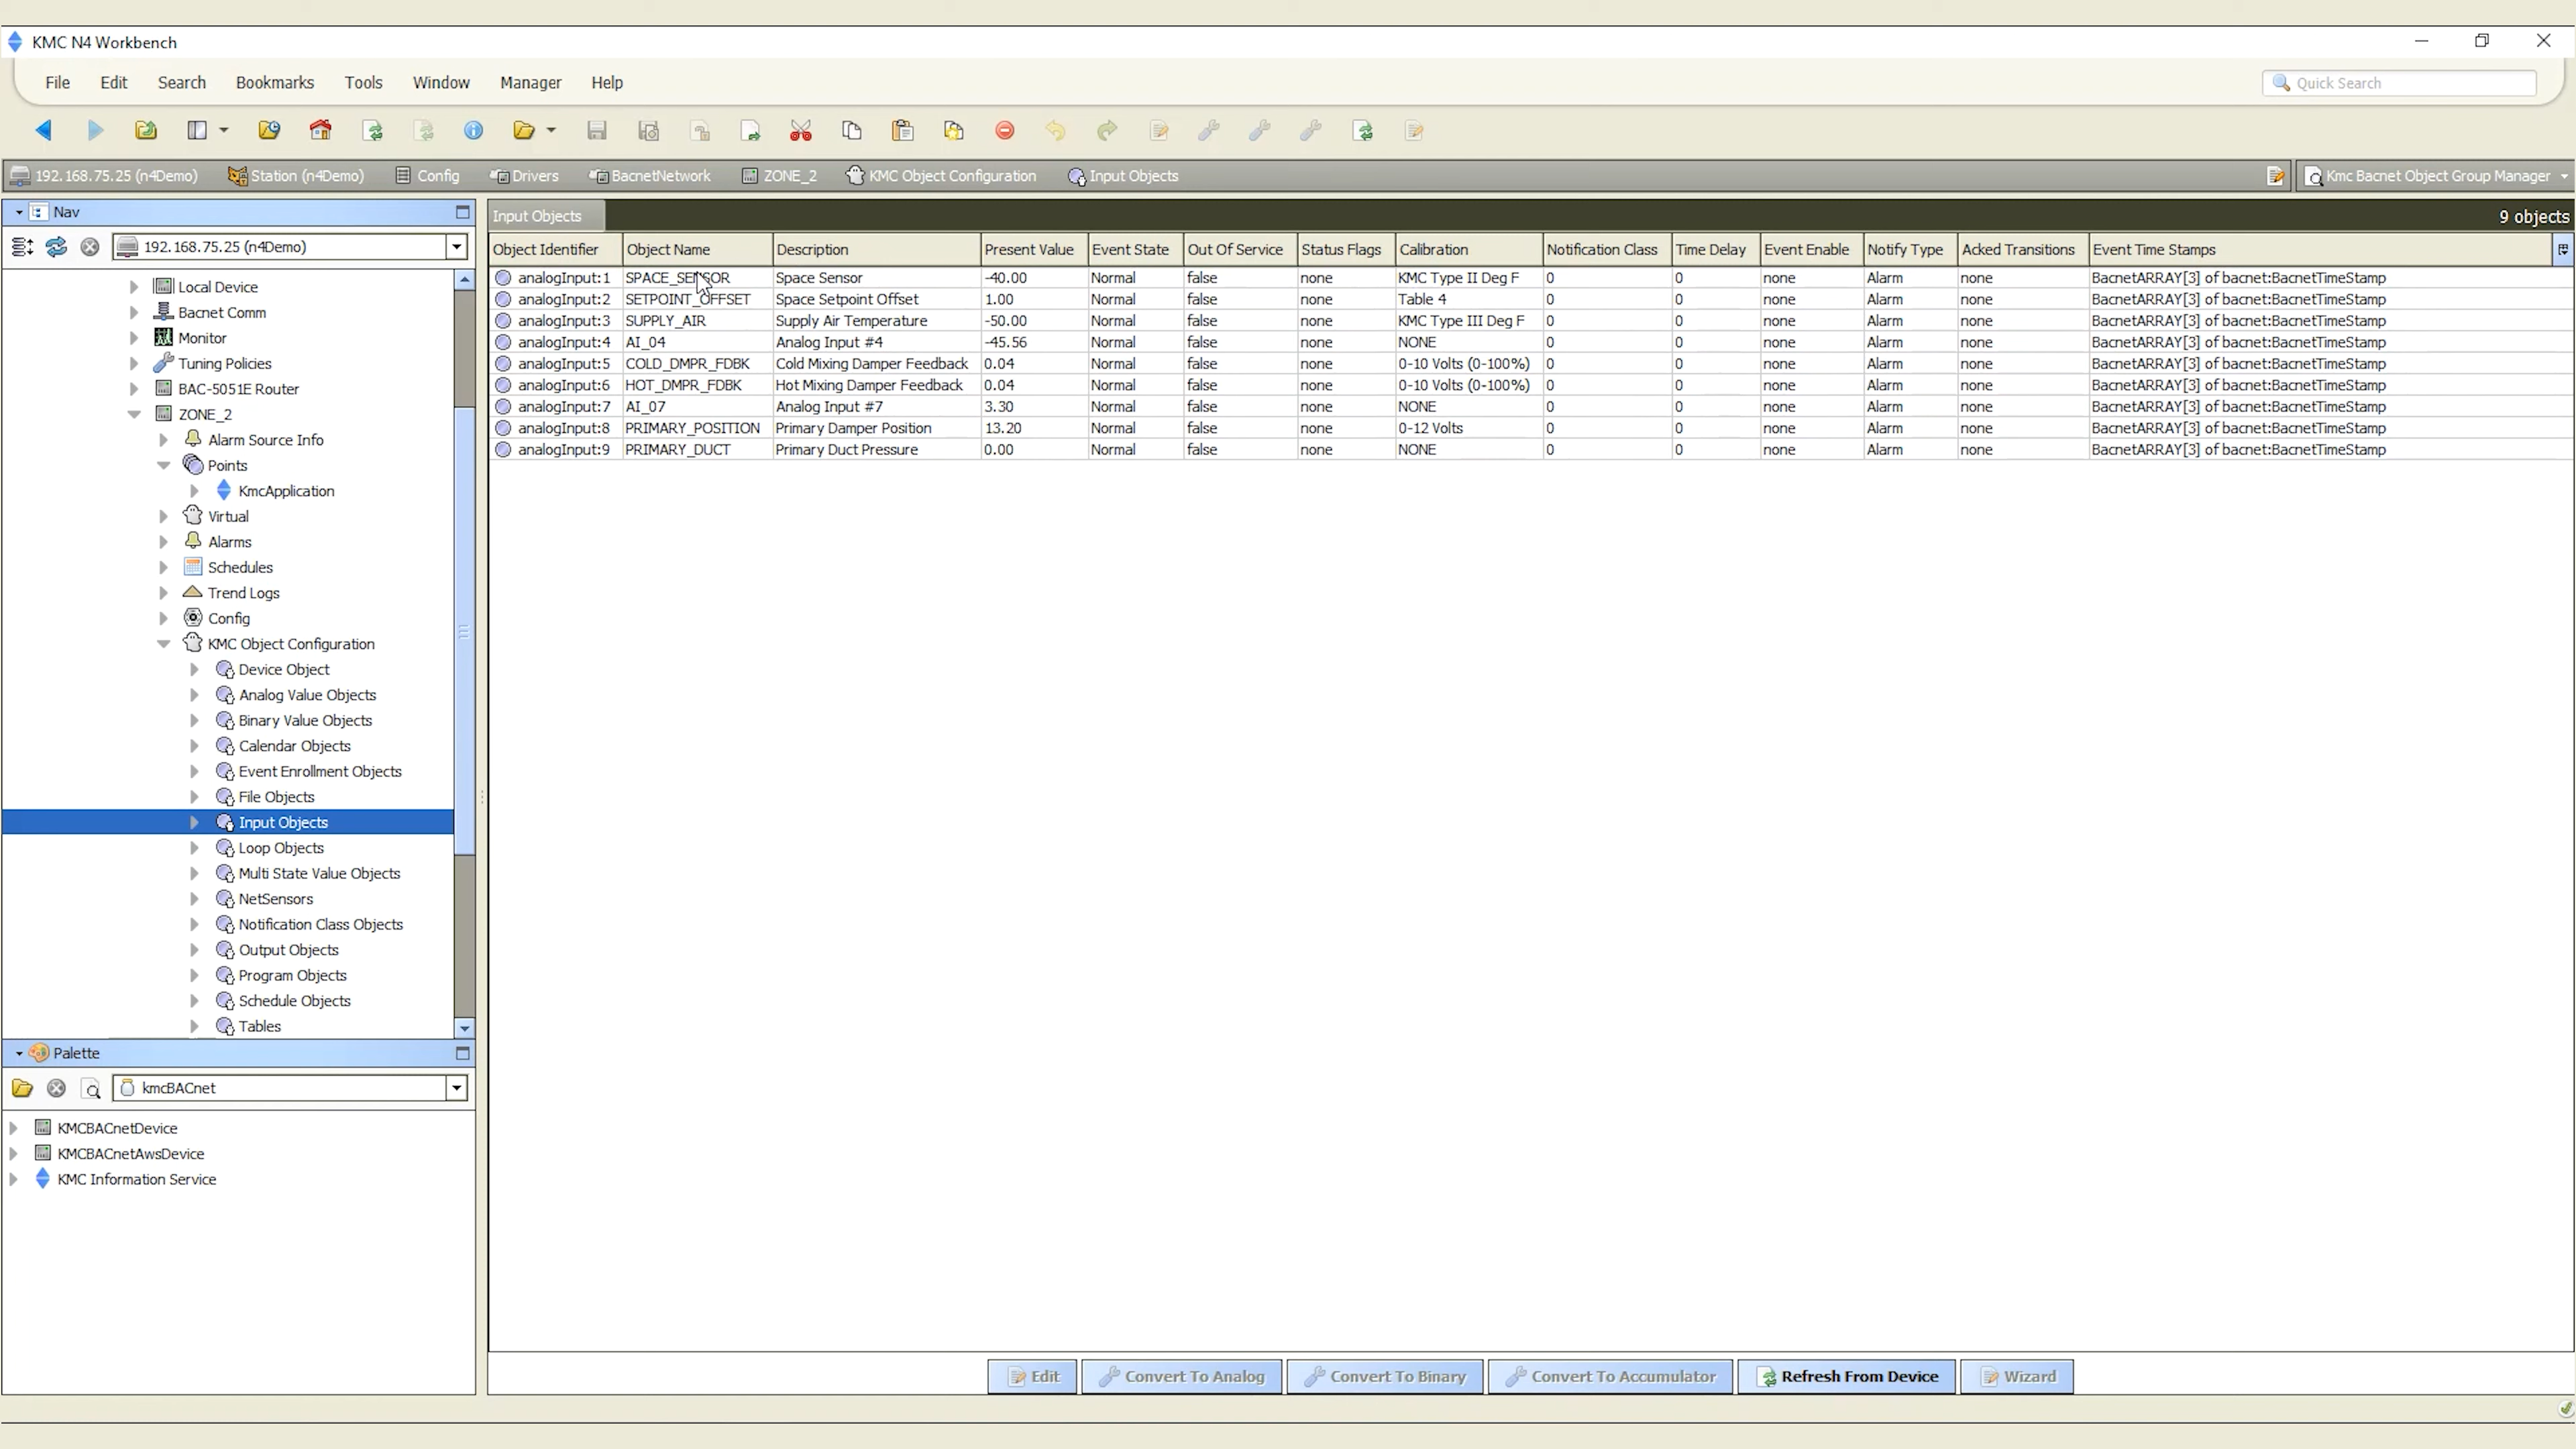 KMC N4 Workbench
File Edit Search Bookmarks Tools Window Manager Help
Quick Search
192.168.75.25 (n4Demo) Station (n4Demo) Config Drivers BacnetNetwork ZONE_2 KMC Object Configuration Input Objects
Kmc Bacnet Object Group Manager
Nav
192.168.75.25 (n4Demo)
Local Device
Bacnet Comm
Monitor
Tuning Policies
BAC-5051E Router
ZONE_2
Alarm Source Info
Points
KmcApplication
Virtual
Alarms
Schedules
Trend Logs
Config
KMC Object Configuration
Device Object
Analog Value Objects
Binary Value Objects
Calendar Objects
Event Enrollment Objects
File Objects
Input Objects
Loop Objects
Multi State Value Objects
NetSensors
Notification Class Objects
Output Objects
Program Objects
Schedule Objects
Tables
Palette
kmcBACnet
KMCBACnetDevice
KMCBACnetAwsDevice
KMC Information Service
Input Objects
9 objects
Object Identifier Object Name Description Present Value Event State Out Of Service Status Flags Calibration Notification Class Time Delay Event Enable Notify Type Acked Transitions Event Time Stamps
analogInput:1 SPACE_SENSOR Space Sensor -40.00 Normal false none KMC Type II Deg F 0 0 none Alarm none BacnetARRAY[3] of bacnet:BacnetTimeStamp
analogInput:2 SETPOINT_OFFSET Space Setpoint Offset 1.00 Normal false none Table 4 0 0 none Alarm none BacnetARRAY[3] of bacnet:BacnetTimeStamp
analogInput:3 SUPPLY_AIR Supply Air Temperature -50.00 Normal false none KMC Type III Deg F 0 0 none Alarm none BacnetARRAY[3] of bacnet:BacnetTimeStamp
analogInput:4 AI_04 Analog Input #4 -45.56 Normal false none NONE 0 0 none Alarm none BacnetARRAY[3] of bacnet:BacnetTimeStamp
analogInput:5 COLD_DMPR_FDBK Cold Mixing Damper Feedback 0.04 Normal false none 0-10 Volts (0-100%) 0 0 none Alarm none BacnetARRAY[3] of bacnet:BacnetTimeStamp
analogInput:6 HOT_DMPR_FDBK Hot Mixing Damper Feedback 0.04 Normal false none 0-10 Volts (0-100%) 0 0 none Alarm none BacnetARRAY[3] of bacnet:BacnetTimeStamp
analogInput:7 AI_07 Analog Input #7 3.30 Normal false none NONE 0 0 none Alarm none BacnetARRAY[3] of bacnet:BacnetTimeStamp
analogInput:8 PRIMARY_POSITION Primary Damper Position 13.20 Normal false none 0-12 Volts 0 0 none Alarm none BacnetARRAY[3] of bacnet:BacnetTimeStamp
analogInput:9 PRIMARY_DUCT Primary Duct Pressure 0.00 Normal false none NONE 0 0 none Alarm none BacnetARRAY[3] of bacnet:BacnetTimeStamp
Edit Convert To Analog Convert To Binary Convert To Accumulator Refresh From Device Wizard